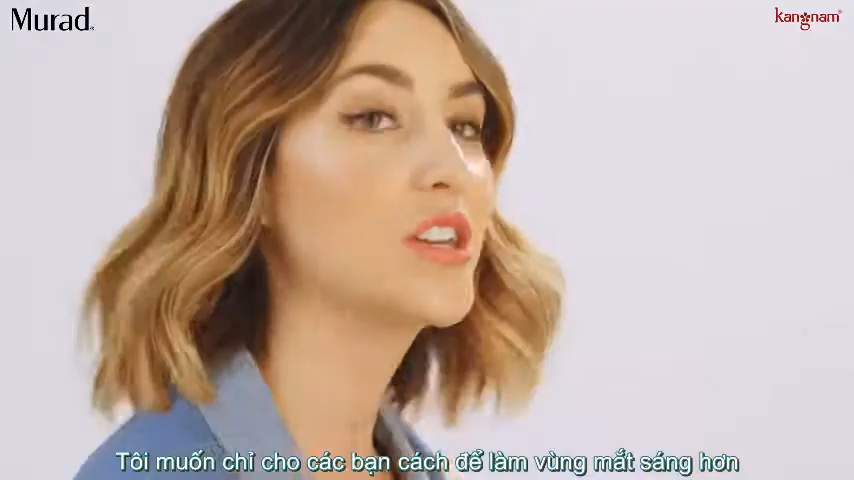 Murad.
kangnam
Tôi muốn chỉ cho các bạn cách để làm vùng mắt sáng hơn